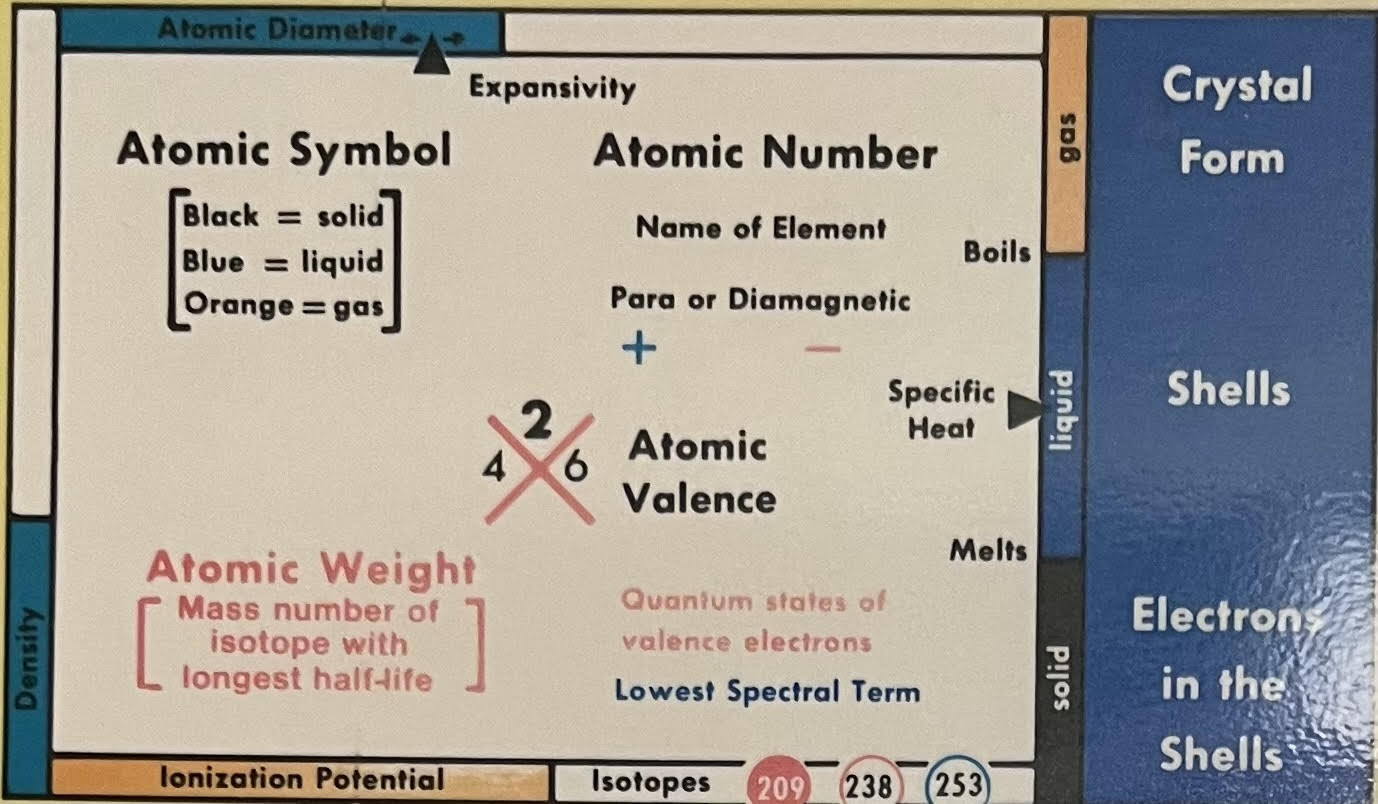 Atomic Diameter
Expansivity
Atomic Symbol
Black = solid
Blue = liquid
Orange = gas
Atomic Number
Name of Element
Para or Diamagnetic
+ −
Boils
Specific
Heat
2
4 6
Atomic
Valence
Melts
Atomic Weight
Mass number of
isotope with
longest half-life
Quantum states of
valence electrons
Lowest Spectral Term
Density
Ionization Potential
Isotopes 209 238 253
gas
liquid
solid
Crystal
Form
Shells
Electrons
in the
Shells